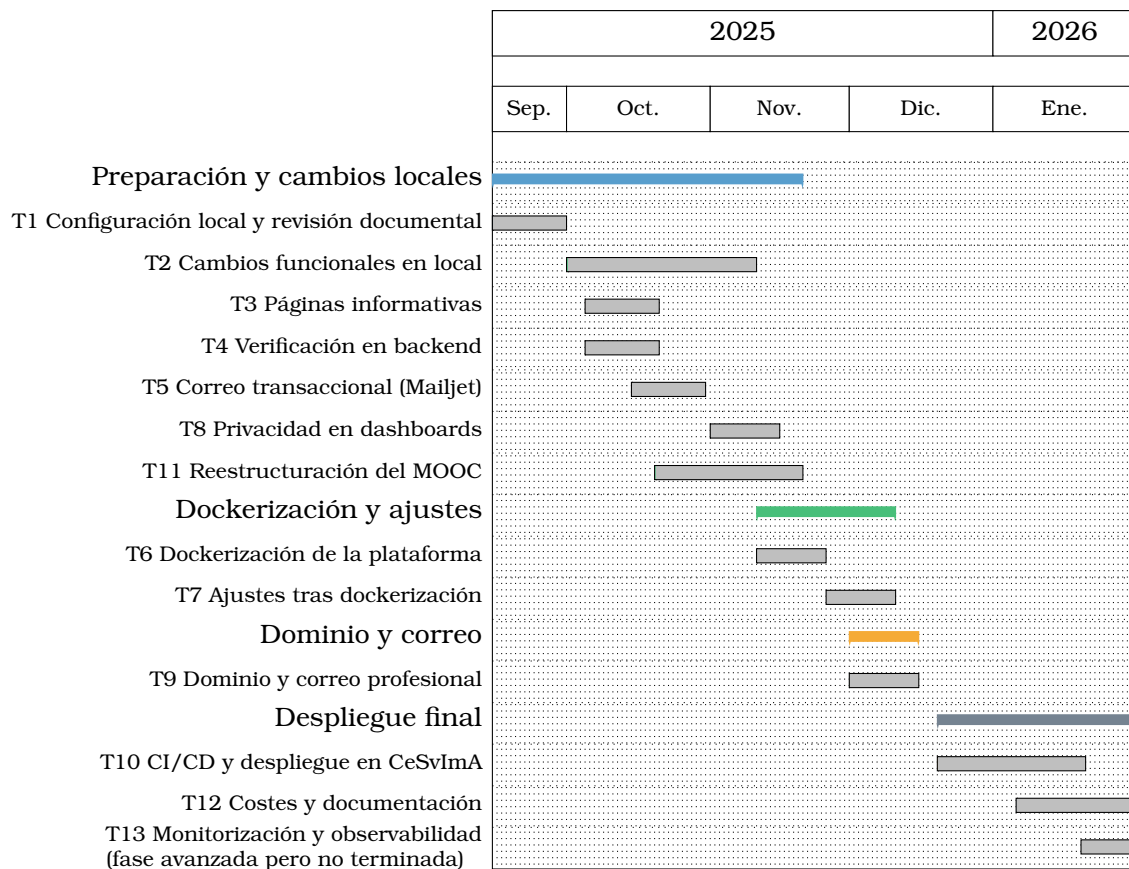 2025 2026
Sep. Oct. Nov. Dic. Ene.
Preparación y cambios locales
T1 Configuración local y revisión documental
T2 Cambios funcionales en local
T3 Páginas informativas
T4 Verificación en backend
T5 Correo transaccional (Mailjet)
T8 Privacidad en dashboards
T11 Reestructuración del MOOC
Dockerización y ajustes
T6 Dockerización de la plataforma
T7 Ajustes tras dockerización
Dominio y correo
T9 Dominio y correo profesional
Despliegue final
T10 CI/CD y despliegue en CeSvImA
T12 Costes y documentación
T13 Monitorización y observabilidad
(fase avanzada pero no terminada)